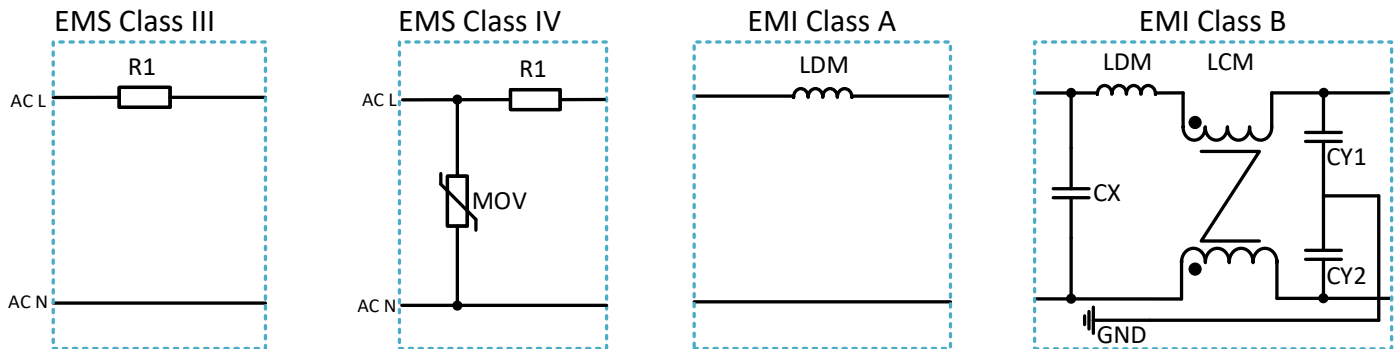 EMS Class III
EMS Class IV
EMI Class A
EMI Class B
R1
R1
LDM
LDM
LCM
AC L
AC L
MOV
CX
CY1
CY2
AC N
AC N
GND